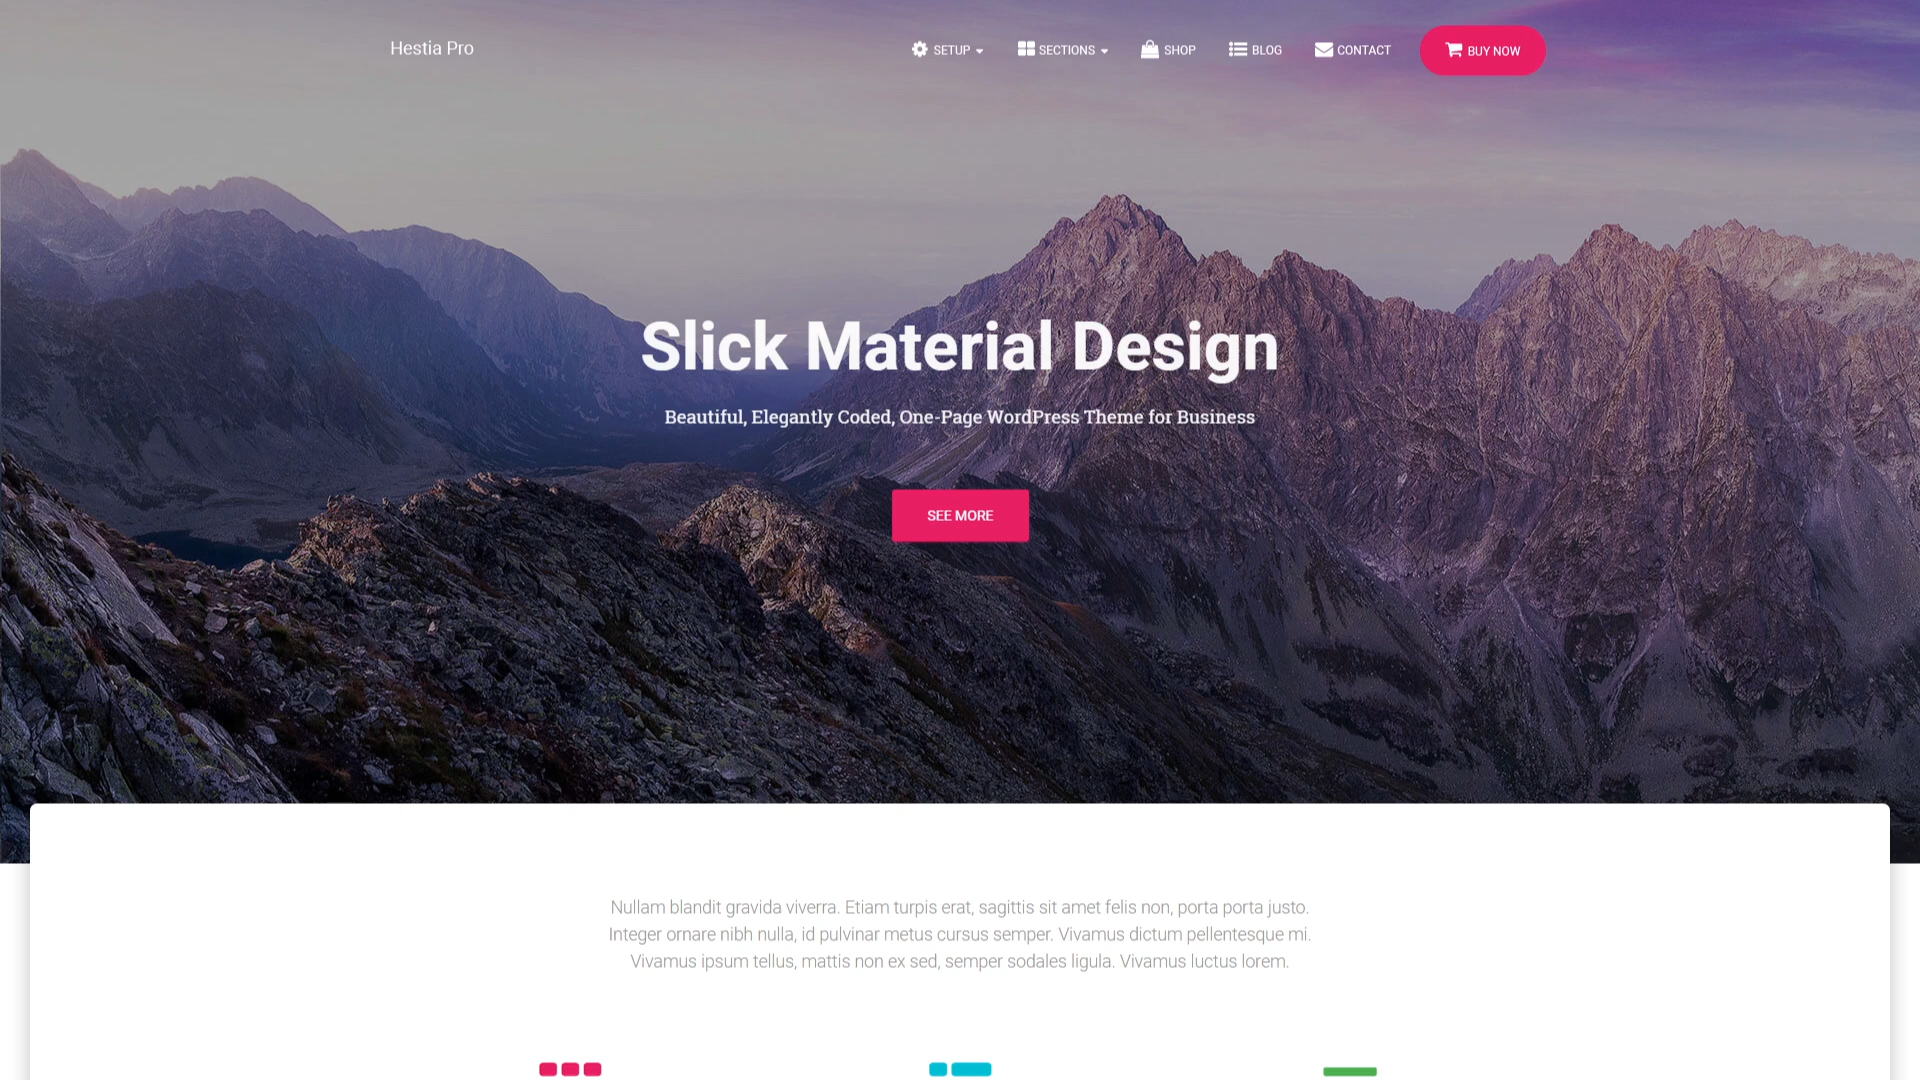 Hestia Pro
SETUP
SECTIONS
SHOP
BLOG
CONTACT
BUY NOW
Slick Material Design
Beautiful, Elegantly Coded, One-Page WordPress Theme for Business
SEE MORE
Nullam blandit gravida viverra. Etiam turpis erat, sagittis sit amet felis non, porta porta justo.
Integer ornare nibh nulla, id pulvinar metus cursus semper. Vivamus dictum pellentesque mi.
Vivamus ipsum tellus, mattis non ex sed, semper sodales ligula. Vivamus luctus lorem.